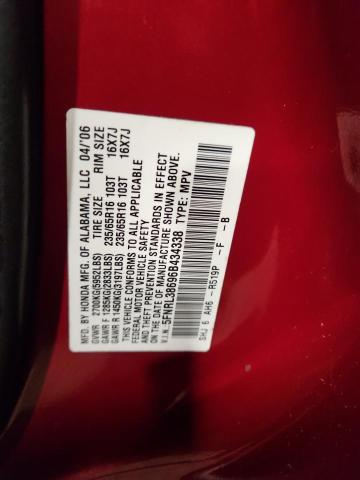 MFD. BY HONDA MFG. OF ALABAMA, LLC 04/'06
TIRE SIZE RIM SIZE
GVWR 2700KG(5952LBS)
GAWR F 1285KG(2833LBS) 235/65R16 103T 16X7J
GAWR R 1450KG(3197LBS) 235/65R16 103T 16X7J
THIS VEHICLE CONFORMS TO ALL APPLICABLE
FEDERAL MOTOR VEHICLE SAFETY
AND THEFT PREVENTION STANDARDS IN EFFECT
ON THE DATE OF MANUFACTURE SHOWN ABOVE.
V.I.N. 5FNRL38696B434338 TYPE: MPV
SHJ 6 AH6 -R519P -F -B